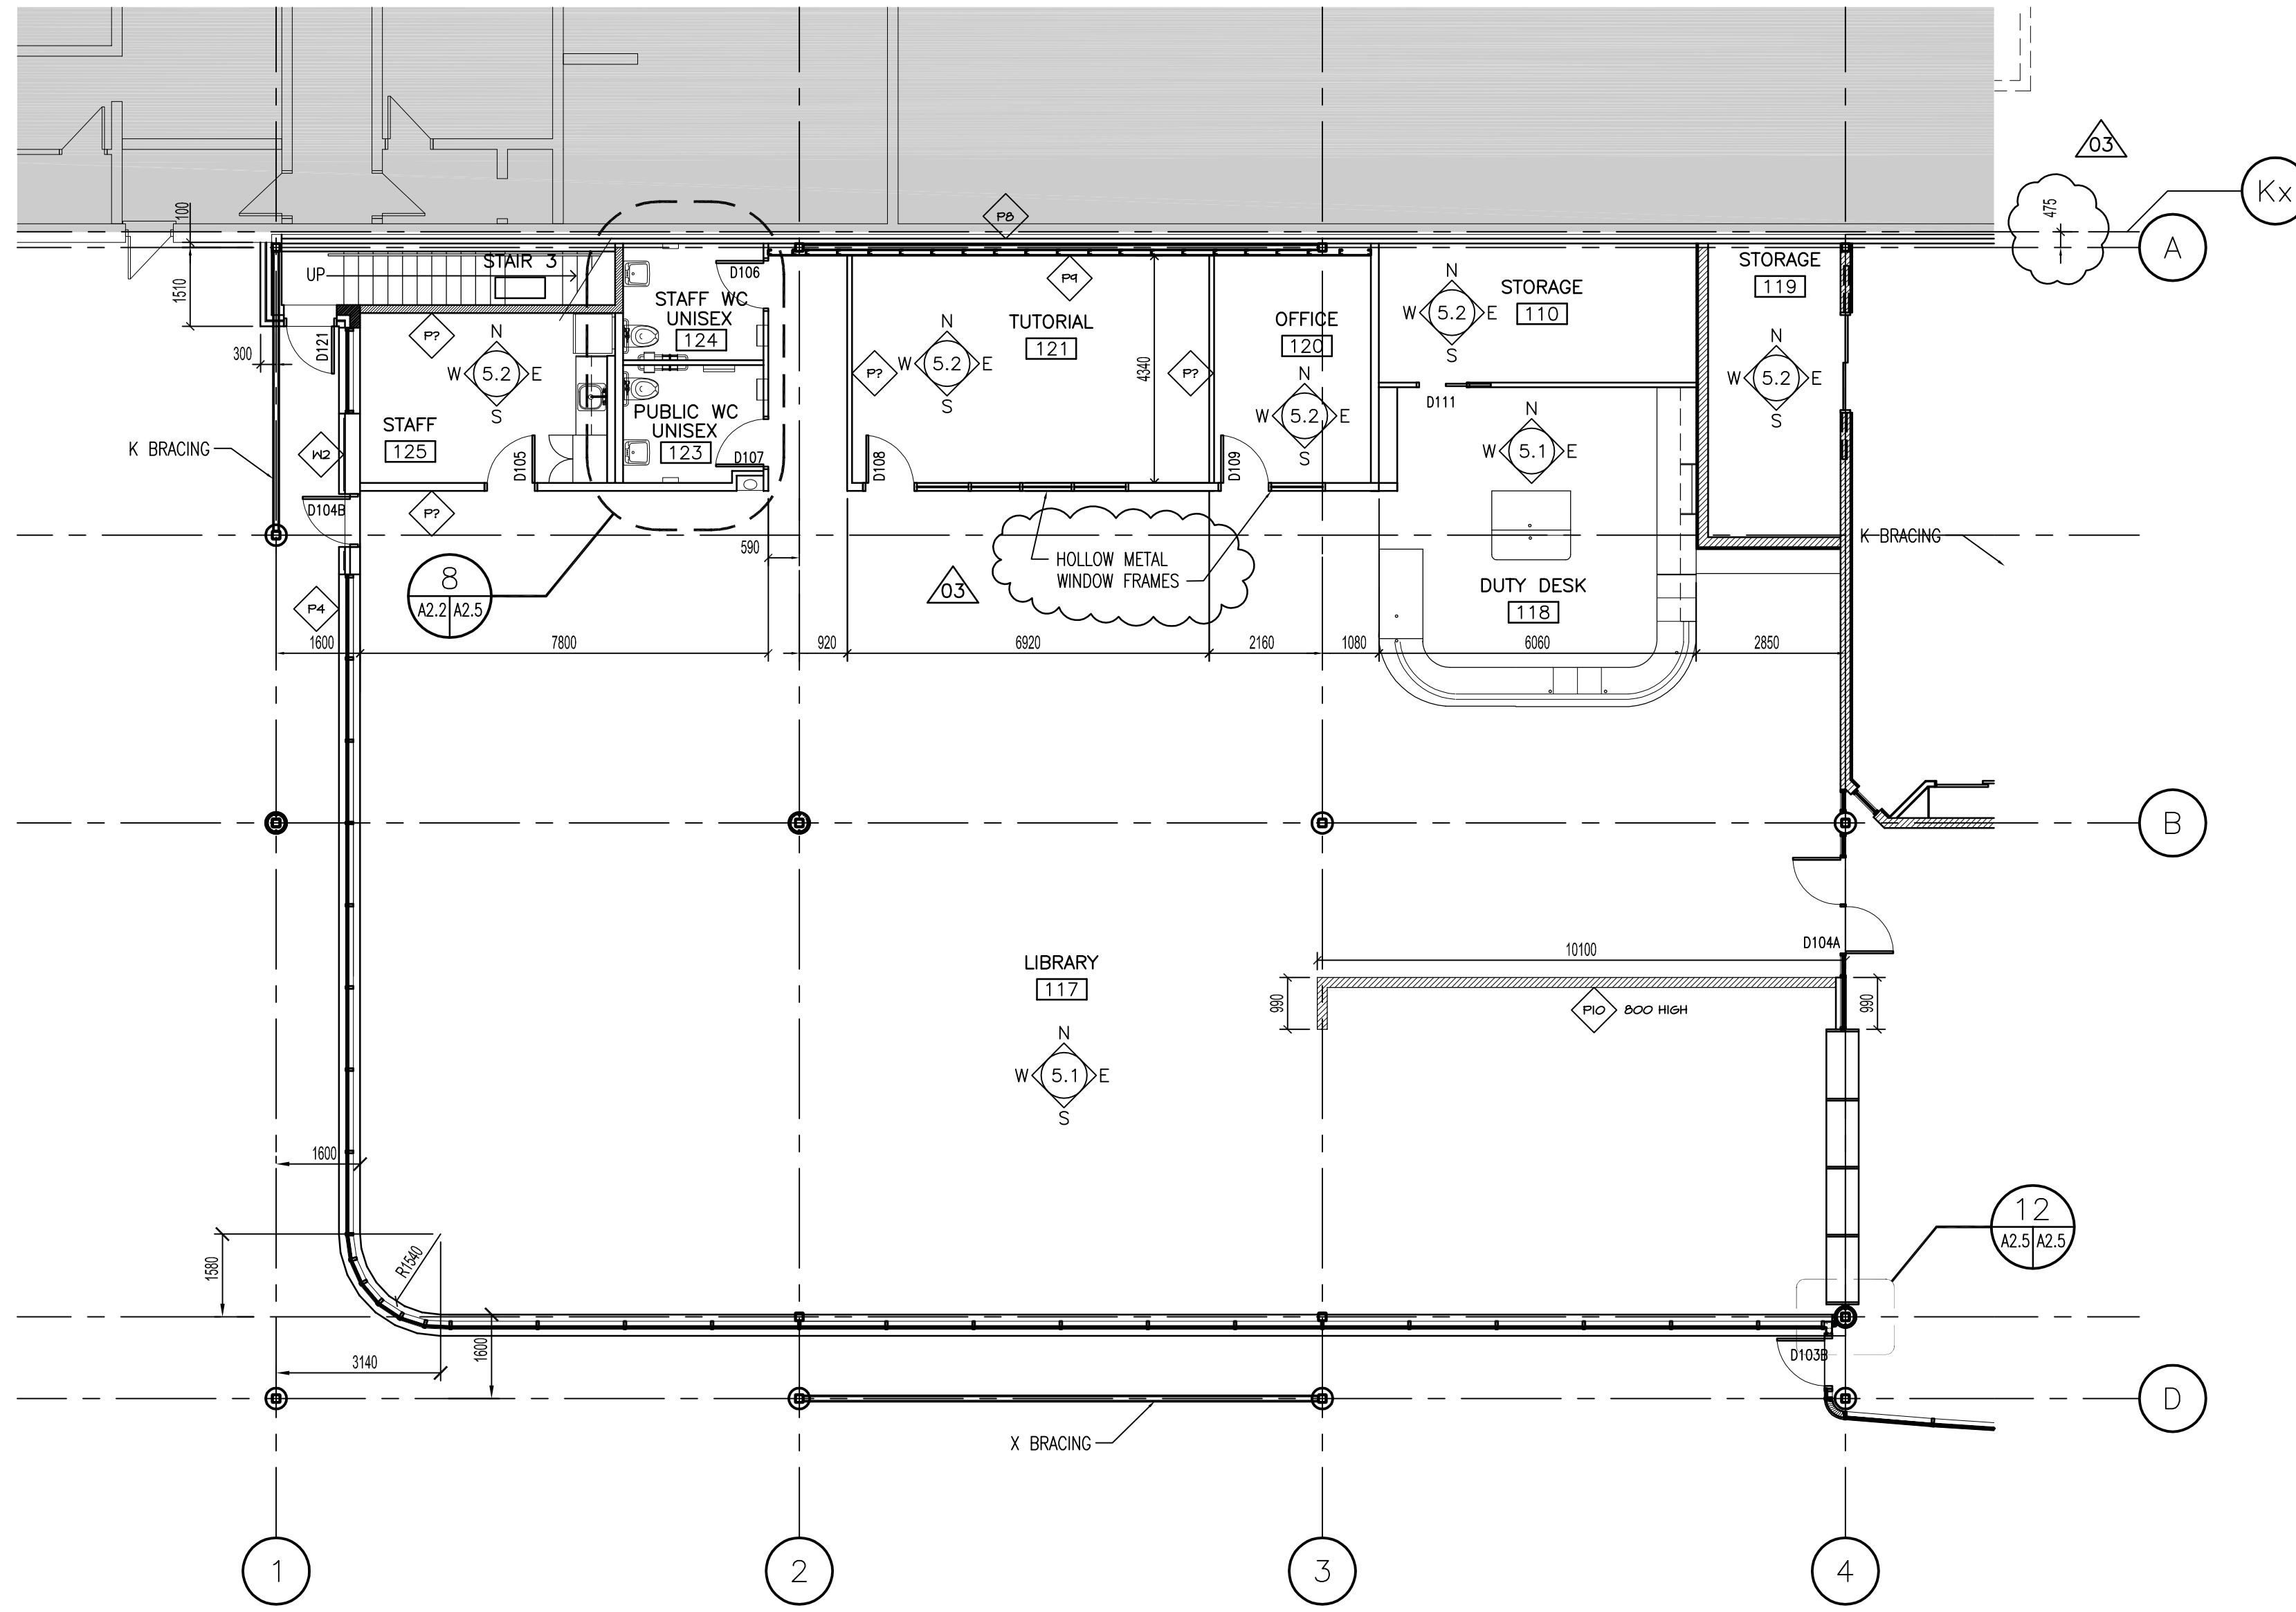 03
Kx
475
A
P8
100
1510
300
UP
STAIR 3
D106
STAFF WC
UNISEX
124
P9
TUTORIAL
121
N
W 5.2 E
S
OFFICE
120
N
W 5.2 E
S
STORAGE
110
N
W 5.2 E
S
STORAGE
119
N
W 5.2 E
S
D121
P?
N
W 5.2 E
S
STAFF
125
PUBLIC WC
UNISEX
123
D107
D105
P?
4340
P?
D108
D109
D111
N
W 5.1 E
S
K BRACING
W2
D104B
P?
K BRACING
590
HOLLOW METAL
WINDOW FRAMES
03
8
A2.2 A2.5
DUTY DESK
118
P4
1600
7800
920
6920
2160
1080
6060
2850
B
D104A
10100
LIBRARY
117
990
P10
800 HIGH
990
N
W 5.1 E
S
1600
12
A2.5 A2.5
1580
R1540
3140
1600
D103B
D
X BRACING
1
2
3
4